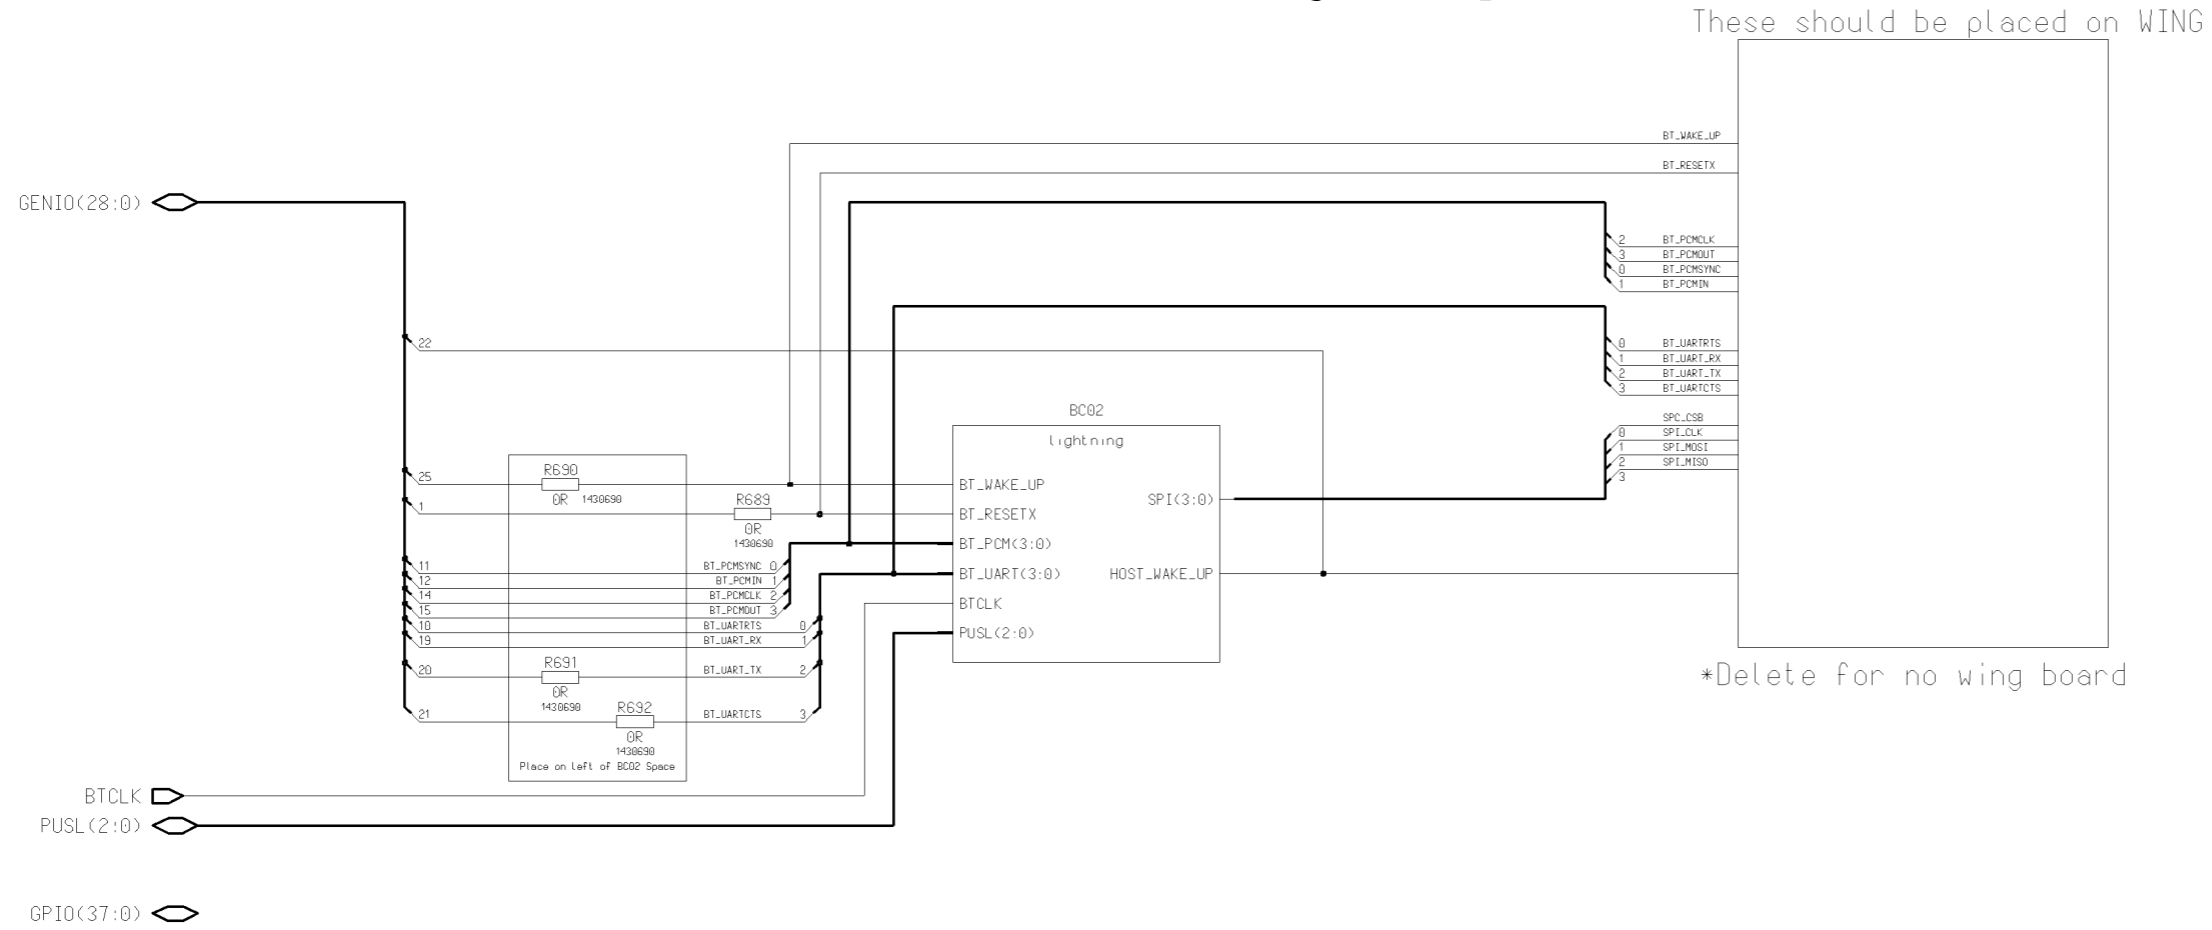 These should be placed on WING
BT_WAKE_UP
BT_RESETX
GENIO(28:0)
2 BT_PCMCLK
3 BT_PCMOUT
0 BT_PCMSYNC
1 BT_PCMIN
22
0 BT_UARTRTS
1 BT_UART_RX
2 BT_UART_TX
3 BT_UARTCTS
BC02
lightning
SPC_CSB
0 SPI_CLK
1 SPI_MOSI
2 SPI_MISO
3
25
R690
0R 1430690
BT_WAKE_UP
SPI(3:0)
1
R689
0R
1430690
BT_RESETX
BT_PCM(3:0)
BT_UART(3:0)
HOST_WAKE_UP
BTCLK
PUSL(2:0)
11 BT_PCMSYNC 0
12 BT_PCMIN 1
14 BT_PCMCLK 2
15 BT_PCMOUT 3
18 BT_UARTRTS 0
19 BT_UART_RX 1
20
R691
0R
1430690
BT_UART_TX 2
21
R692
0R
1430690
BT_UARTCTS 3
Place on left of BC02 Space
*Delete for no wing board
BTCLK
PUSL(2:0)
GPIO(37:0)